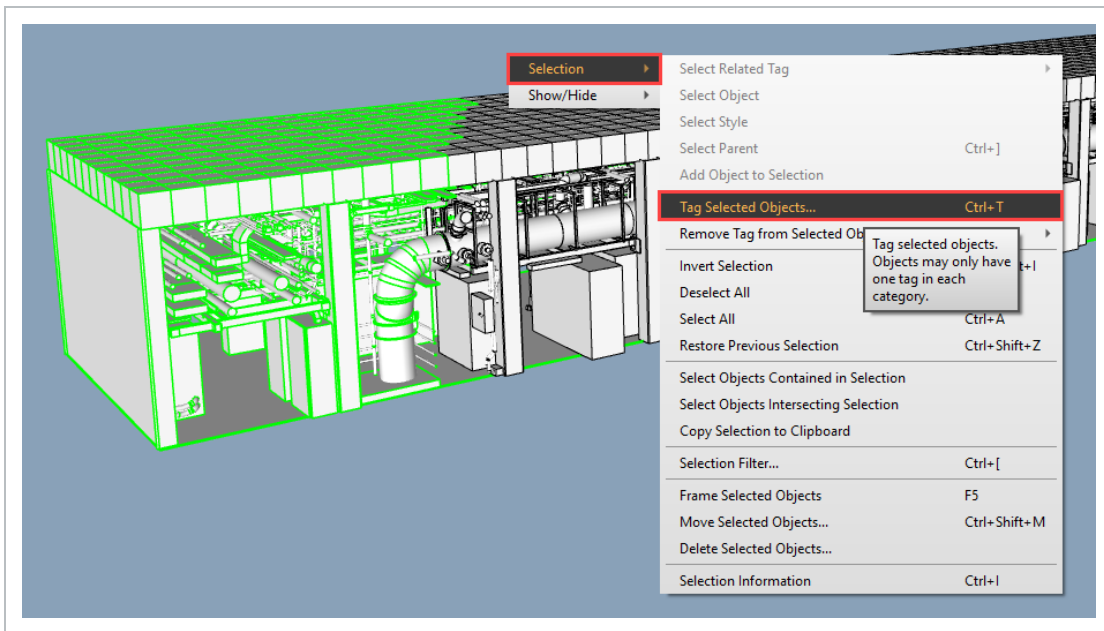 Selection
Show/Hide
Select Related Tag
Select Object
Select Style
Select Parent Ctrl+]
Add Object to Selection
Tag Selected Objects... Ctrl+T
Remove Tag from Selected Ob
Tag selected objects.
Objects may only have
one tag in each
category.
Invert Selection t+I
Deselect All
Select All Ctrl+A
Restore Previous Selection Ctrl+Shift+Z
Select Objects Contained in Selection
Select Objects Intersecting Selection
Copy Selection to Clipboard
Selection Filter... Ctrl+[
Frame Selected Objects F5
Move Selected Objects... Ctrl+Shift+M
Delete Selected Objects...
Selection Information Ctrl+I